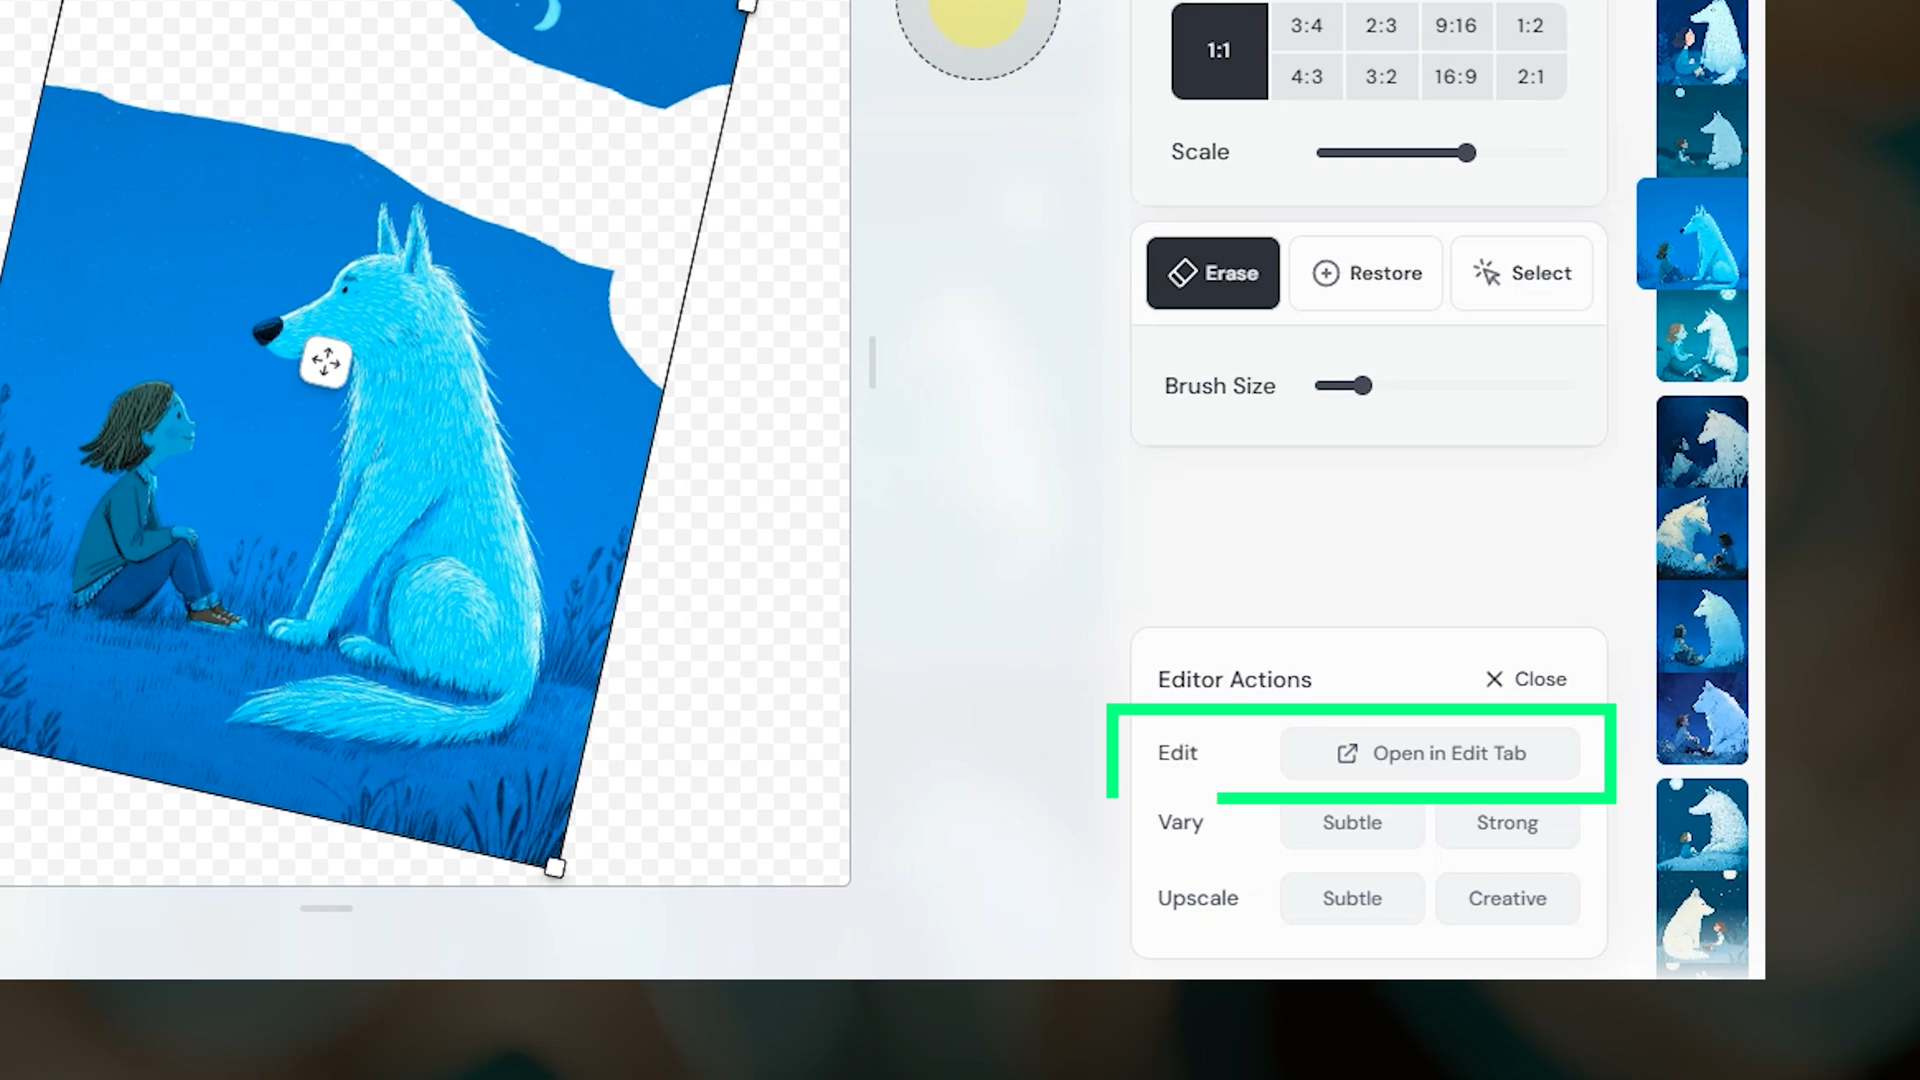 1:1
3:4
2:3
9:16
1:2
4:3
3:2
16:9
2:1
Scale
Erase
Restore
Select
Brush Size
Editor Actions
Close
Edit
Open in Edit Tab
Vary
Subtle
Strong
Upscale
Subtle
Creative